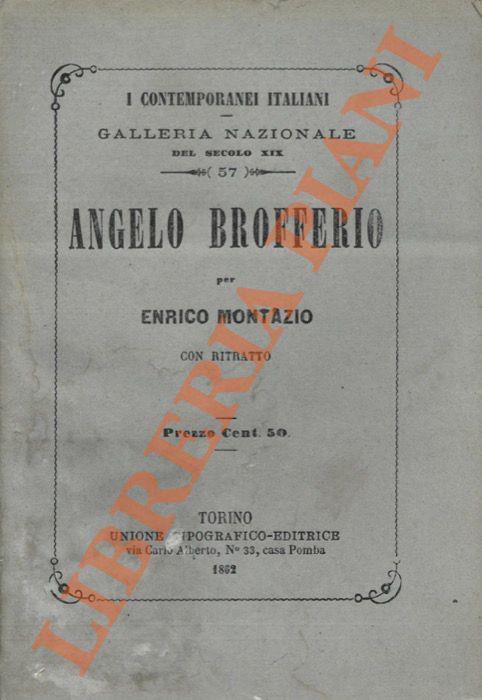 I CONTEMPORANEI ITALIANI
GALLERIA NAZIONALE
DEL SECOLO XIX
( 57 )
ANGELO BROFFERIO
per
ENRICO MONTAZIO
CON RITRATTO
Prezzo Cent. 50.
TORINO
UNIONE TIPOGRAFICO-EDITRICE
via Carlo Alberto, Nº 33, casa Pomba
1862
LIBRERIA PIANI